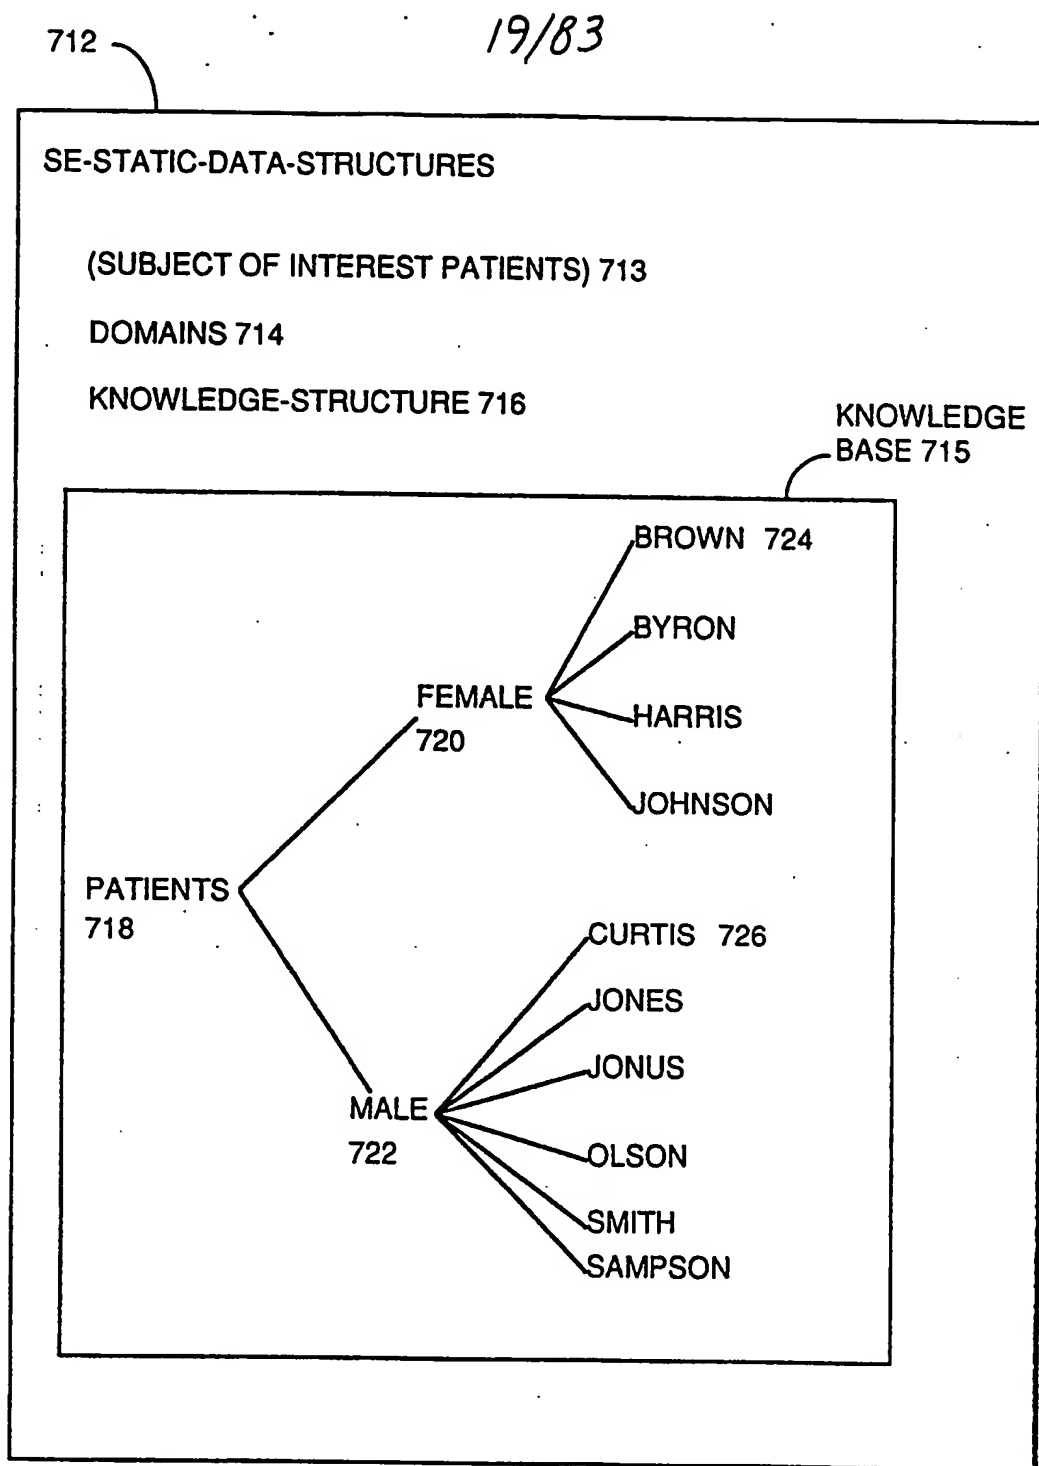 19/83
712
SE-STATIC-DATA-STRUCTURES
(SUBJECT OF INTEREST PATIENTS) 713
DOMAINS 714
KNOWLEDGE-STRUCTURE 716
KNOWLEDGE
BASE 715
BROWN 724
BYRON
FEMALE
720
HARRIS
JOHNSON
PATIENTS
718
CURTIS 726
JONES
JONUS
MALE
722
OLSON
SMITH
SAMPSON